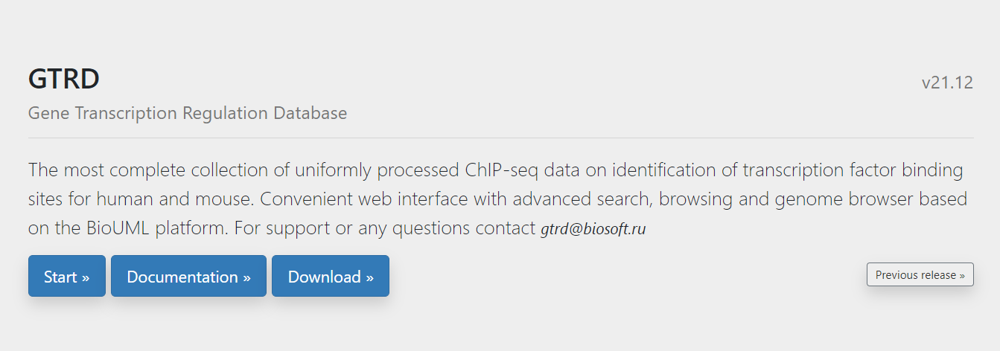 GTRD
v21.12
Gene Transcription Regulation Database
The most complete collection of uniformly processed ChIP-seq data on identification of transcription factor binding
sites for human and mouse. Convenient web interface with advanced search, browsing and genome browser based
on the BioUML platform. For support or any questions contact gtrd@biosoft.ru
Start »
Documentation »
Download »
Previous release »